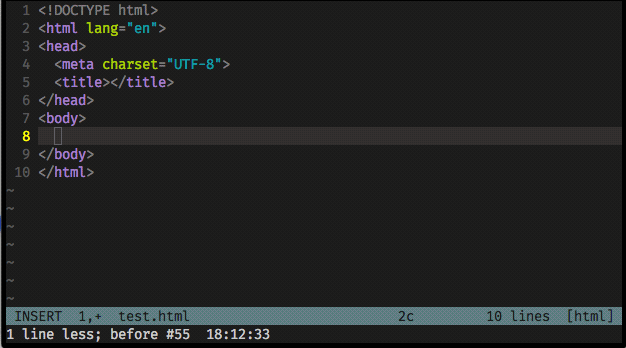 1 <!DOCTYPE html>
2 <html lang="en">
3 <head>
4   <meta charset="UTF-8">
5   <title></title>
6 </head>
7 <body>
8
9 </body>
10 </html>
~
~
~
~
~
~
~
INSERT  1,+  test.html  2c  10 lines  [html]
1 line less; before #55  18:12:33